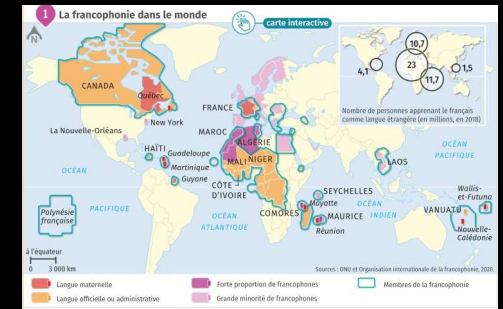 1 La francophonie dans le monde
carte interactive
N
CANADA
Québec
New York
La Nouvelle-Orléans
HAÏTI
Guadeloupe
Martinique
Guyane
FRANCE
MAROC
ALGÉRIE
MALI
NIGER
CÔTE
D'IVOIRE
COMORES
Mayotte
SEYCHELLES
MAURICE
Réunion
LAOS
VANUATU
Wallis-
et-Futuna
Nouvelle-
Calédonie
Polynésie
française
OCÉAN
PACIFIQUE
OCÉAN
ATLANTIQUE
OCÉAN
INDIEN
OCÉAN
PACIFIQUE
4,1
10,7
23
11,7
1,5
Nombre de personnes apprenant le français
comme langue étrangère (en millions, en 2018)
à l'équateur
0 3 000 km
Sources : ONU et Organisation internationale de la francophonie, 2020.
Langue maternelle
Langue officielle ou administrative
Forte proportion de francophones
Grande minorité de francophones
Membres de la francophonie